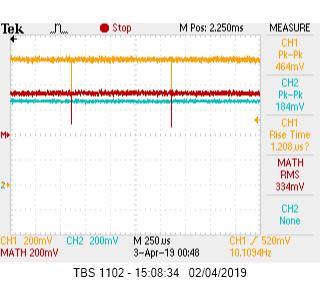 Tek Stop M Pos: 2.250ms MEASURE
CH1
Pk-Pk
464mV
CH2
Pk-Pk
184mV
CH1
Rise Time
1.208us?
MATH
RMS
334mV
CH2
None
M
2
CH1 200mV CH2 200mV M 250us CH1 / 520mV
MATH 200mV 3-Apr-19 00:48 10.1094Hz
TBS 1102 - 15:08:34 02/04/2019